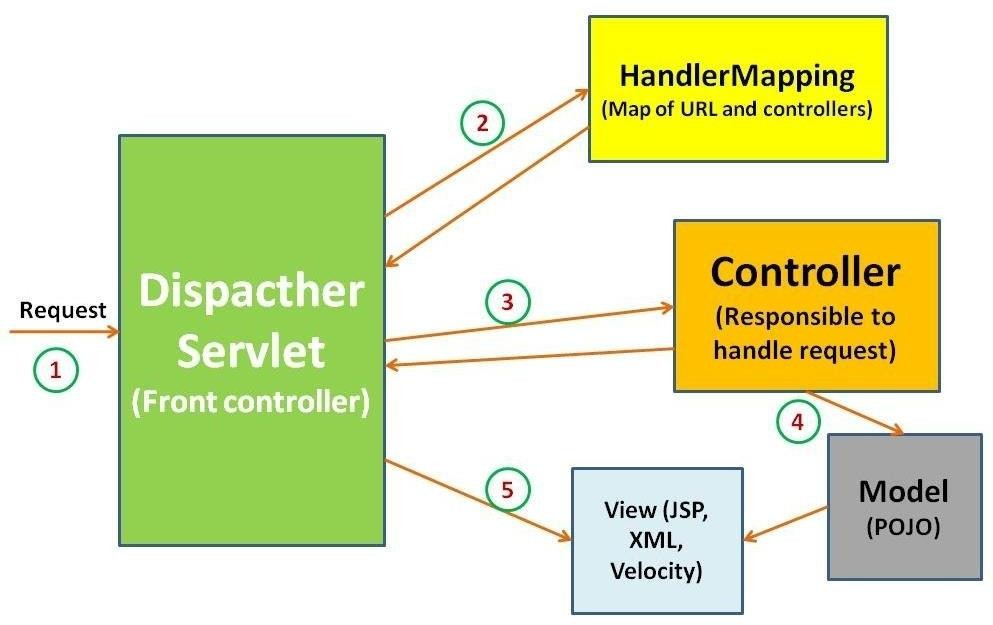 Request
1
Dispacther
Servlet
(Front controller)
2
HandlerMapping
(Map of URL and controllers)
3
Controller
(Responsible to
handle request)
4
Model
(POJO)
5
View (JSP,
XML,
Velocity)